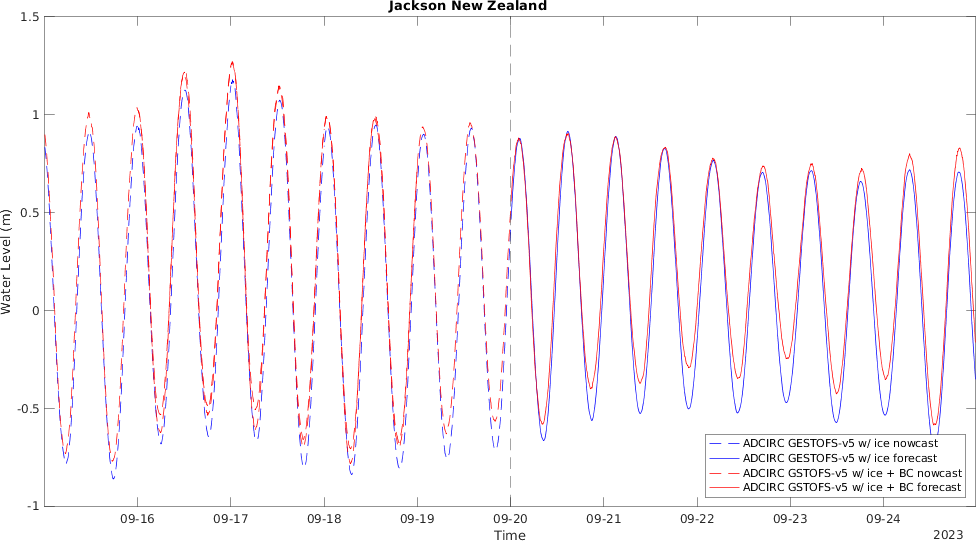 Jackson New Zealand
1.5
1
0.5
0
-0.5
-1
Water Level (m)
09-16 09-17 09-18 09-19 09-20 09-21 09-22 09-23 09-24
Time
2023
ADCIRC GESTOFS-v5 w/ ice nowcast
ADCIRC GESTOFS-v5 w/ ice forecast
ADCIRC GSTOFS-v5 w/ ice + BC nowcast
ADCIRC GSTOFS-v5 w/ ice + BC forecast